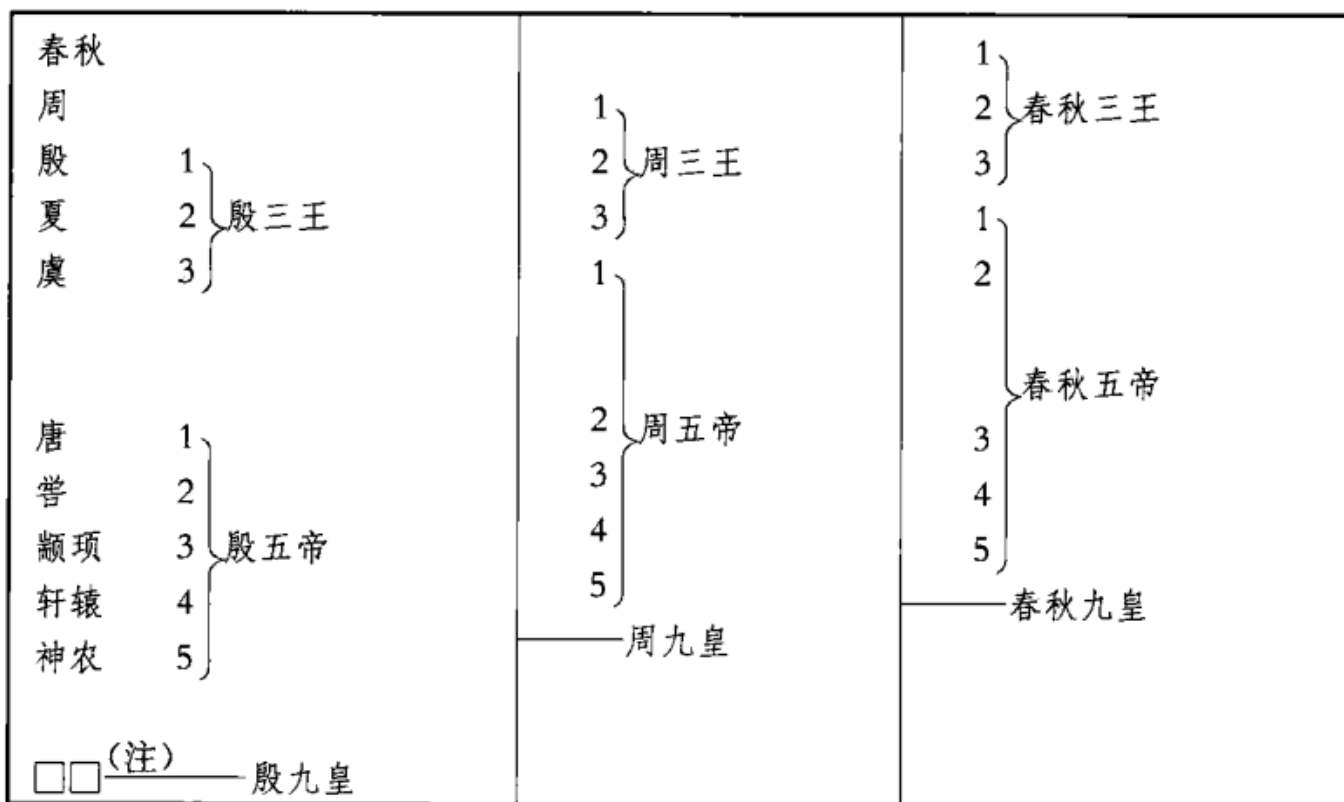 春秋
周
殷 1
夏 2 殷三王
虞 3
唐 1
喾 2
颛顼 3 殷五帝
轩辕 4
神农 5
□□(注) 殷九皇
1
2 周三王
3
1
2 周五帝
3
4
5
周九皇
1
2 春秋三王
3
1
2
春秋五帝
3
4
5
春秋九皇